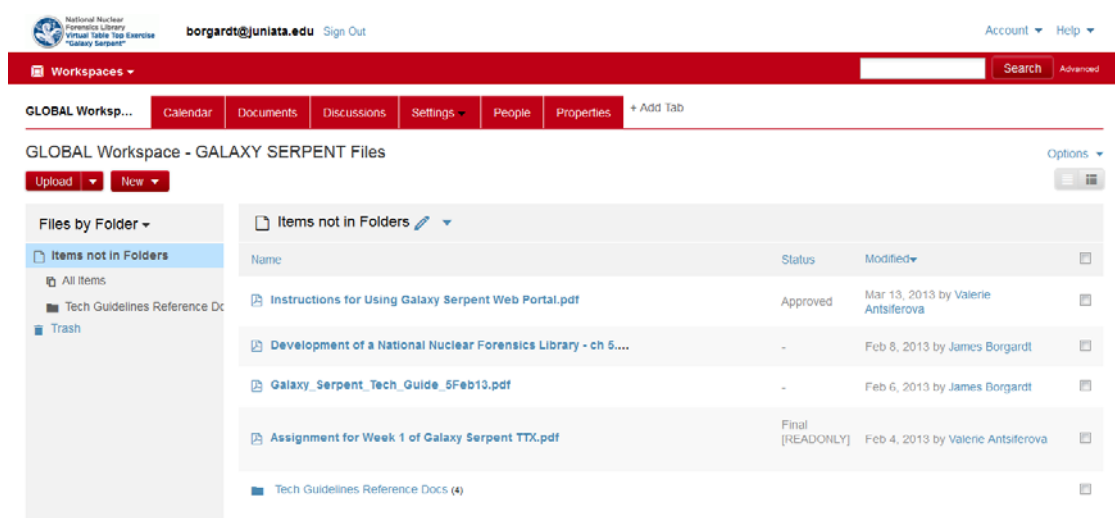 National Nuclear
Forensics Library
Virtual Table Top Exercise
"Galaxy Serpent"
borgardt@juniata.edu Sign Out
Account Help
Workspaces
Search Advanced
GLOBAL Worksp... Calendar Documents Discussions Settings People Properties + Add Tab
GLOBAL Workspace - GALAXY SERPENT Files
Options
Upload New
Files by Folder
Items not in Folders
All Items
Tech Guidelines Reference Dc
Trash
Items not in Folders
Name Status Modified
Instructions for Using Galaxy Serpent Web Portal.pdf Approved Mar 13, 2013 by Valerie
Antsiferova
Development of a National Nuclear Forensics Library - ch 5.... - Feb 8, 2013 by James Borgardt
Galaxy_Serpent_Tech_Guide_5Feb13.pdf - Feb 6, 2013 by James Borgardt
Assignment for Week 1 of Galaxy Serpent TTX.pdf Final
[READONLY] Feb 4, 2013 by Valerie Antsiferova
Tech Guidelines Reference Docs (4)